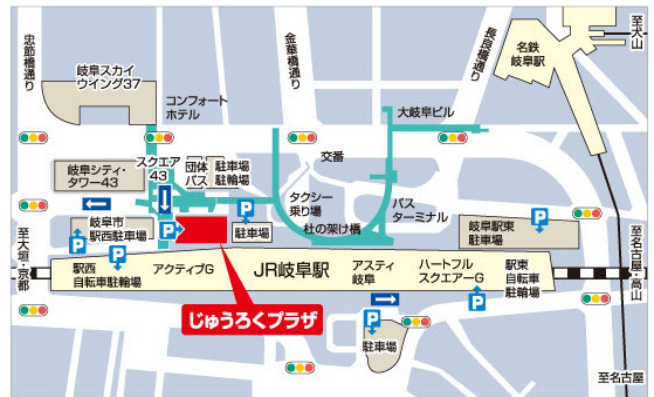 忠節橋通り
岐阜スカイ
ウイング37
コンフォート
ホテル
金華橋通り
長良橋通り
名鉄
岐阜駅
至犬山
大岐阜ビル
交番
岐阜シティ・
タワー43
スクエア
43
団体
バス
駐車場
駐輪場
タクシー
乗り場
バス
ターミナル
杜の架け橋
P
岐阜市
駅西駐車場
P
P
駐車場
P
岐阜駅東
駐車場
P
至大垣・京都
至名古屋・高山
駅西
自転車駐輪場
P
アクティブG
JR岐阜駅
アスティ
岐阜
ハートフル
スクエアーG
駅東
自転車
駐輪場
P
じゅうろくプラザ
P
駐車場
至名古屋